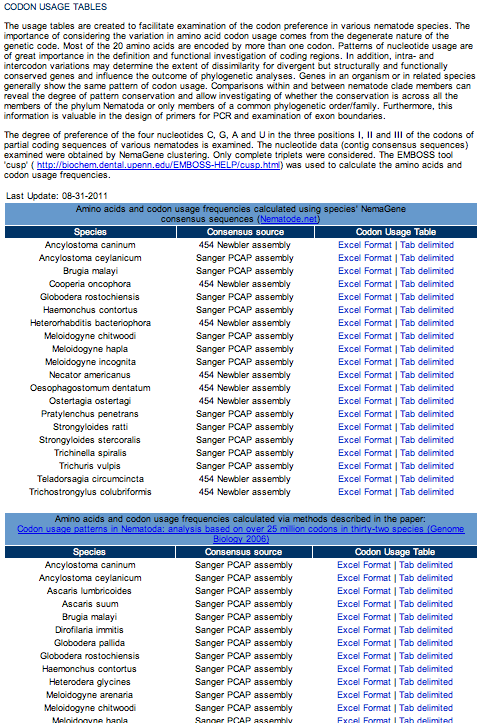 CODON USAGE TABLES
The usage tables are created to facilitate examination of the codon preference in various nematode species. The
importance of considering the variation in amino acid codon usage comes from the degenerate nature of the
genetic code. Most of the 20 amino acids are encoded by more than one codon. Patterns of nucleotide usage are
of great importance in the definition and functional investigation of coding regions. In addition, intra- and
intercodon variations may determine the extent of dissimilarity for divergent but structurally and functionally
conserved genes and influence the outcome of phylogenetic analyses. Genes in an organism or in related species
generally show the same pattern of codon usage. Comparisons within and between nematode clade members can
reveal the degree of pattern conservation and allow investigating of whether the conservation is across all the
members of the phylum Nematoda or only members of a common phylogenetic order/family. Furthermore, this
information is valuable in the design of primers for PCR and examination of exon boundaries.
The degree of preference of the four nucleotides C, G, A and U in the three positions I, II and III of the codons of
partial coding sequences of various nematodes is examined. The nucleotide data (contig consensus sequences)
examined were obtained by NemaGene clustering. Only complete triplets were considered. The EMBOSS tool
'cusp' ( http://biochem.dental.upenn.edu/EMBOSS-HELP/cusp.html) was used to calculate the amino acids and
codon usage frequencies.
Last Update: 08-31-2011
Amino acids and codon usage frequencies calculated using species' NemaGene
consensus sequences (Nematode.net)
Species Consensus source Codon Usage Table
Ancylostoma caninum 454 Newbler assembly Excel Format | Tab delimited
Ancylostoma ceylanicum Sanger PCAP assembly Excel Format | Tab delimited
Brugia malayi Sanger PCAP assembly Excel Format | Tab delimited
Cooperia oncophora 454 Newbler assembly Excel Format | Tab delimited
Globodera rostochiensis Sanger PCAP assembly Excel Format | Tab delimited
Haemonchus contortus Sanger PCAP assembly Excel Format | Tab delimited
Heterorhabditis bacteriophora 454 Newbler assembly Excel Format | Tab delimited
Meloidogyne chitwoodi Sanger PCAP assembly Excel Format | Tab delimited
Meloidogyne hapla Sanger PCAP assembly Excel Format | Tab delimited
Meloidogyne incognita Sanger PCAP assembly Excel Format | Tab delimited
Necator americanus 454 Newbler assembly Excel Format | Tab delimited
Oesophagostomum dentatum 454 Newbler assembly Excel Format | Tab delimited
Ostertagia ostertagi 454 Newbler assembly Excel Format | Tab delimited
Pratylenchus penetrans Sanger PCAP assembly Excel Format | Tab delimited
Strongyloides ratti Sanger PCAP assembly Excel Format | Tab delimited
Strongyloides stercoralis Sanger PCAP assembly Excel Format | Tab delimited
Trichinella spiralis Sanger PCAP assembly Excel Format | Tab delimited
Trichuris vulpis Sanger PCAP assembly Excel Format | Tab delimited
Teladorsagia circumcincta 454 Newbler assembly Excel Format | Tab delimited
Trichostrongylus colubriformis 454 Newbler assembly Excel Format | Tab delimited
Amino acids and codon usage frequencies calculated via methods described in the paper:
Codon usage patterns in Nematoda: analysis based on over 25 million codons in thirty-two species (Genome
Biology 2006)
Species Consensus source Codon Usage Table
Ancylostoma caninum Sanger PCAP assembly Excel Format | Tab delimited
Ancylostoma ceylanicum Sanger PCAP assembly Excel Format | Tab delimited
Ascaris lumbricoides Sanger PCAP assembly Excel Format | Tab delimited
Ascaris suum Sanger PCAP assembly Excel Format | Tab delimited
Brugia malayi Sanger PCAP assembly Excel Format | Tab delimited
Dirofilaria immitis Sanger PCAP assembly Excel Format | Tab delimited
Globodera pallida Sanger PCAP assembly Excel Format | Tab delimited
Globodera rostochiensis Sanger PCAP assembly Excel Format | Tab delimited
Haemonchus contortus Sanger PCAP assembly Excel Format | Tab delimited
Heterodera glycines Sanger PCAP assembly Excel Format | Tab delimited
Meloidogyne arenaria Sanger PCAP assembly Excel Format | Tab delimited
Meloidogyne chitwoodi Sanger PCAP assembly Excel Format | Tab delimited
Meloidogyne hapla Sanger PCAP assembly Excel Format | Tab delimited